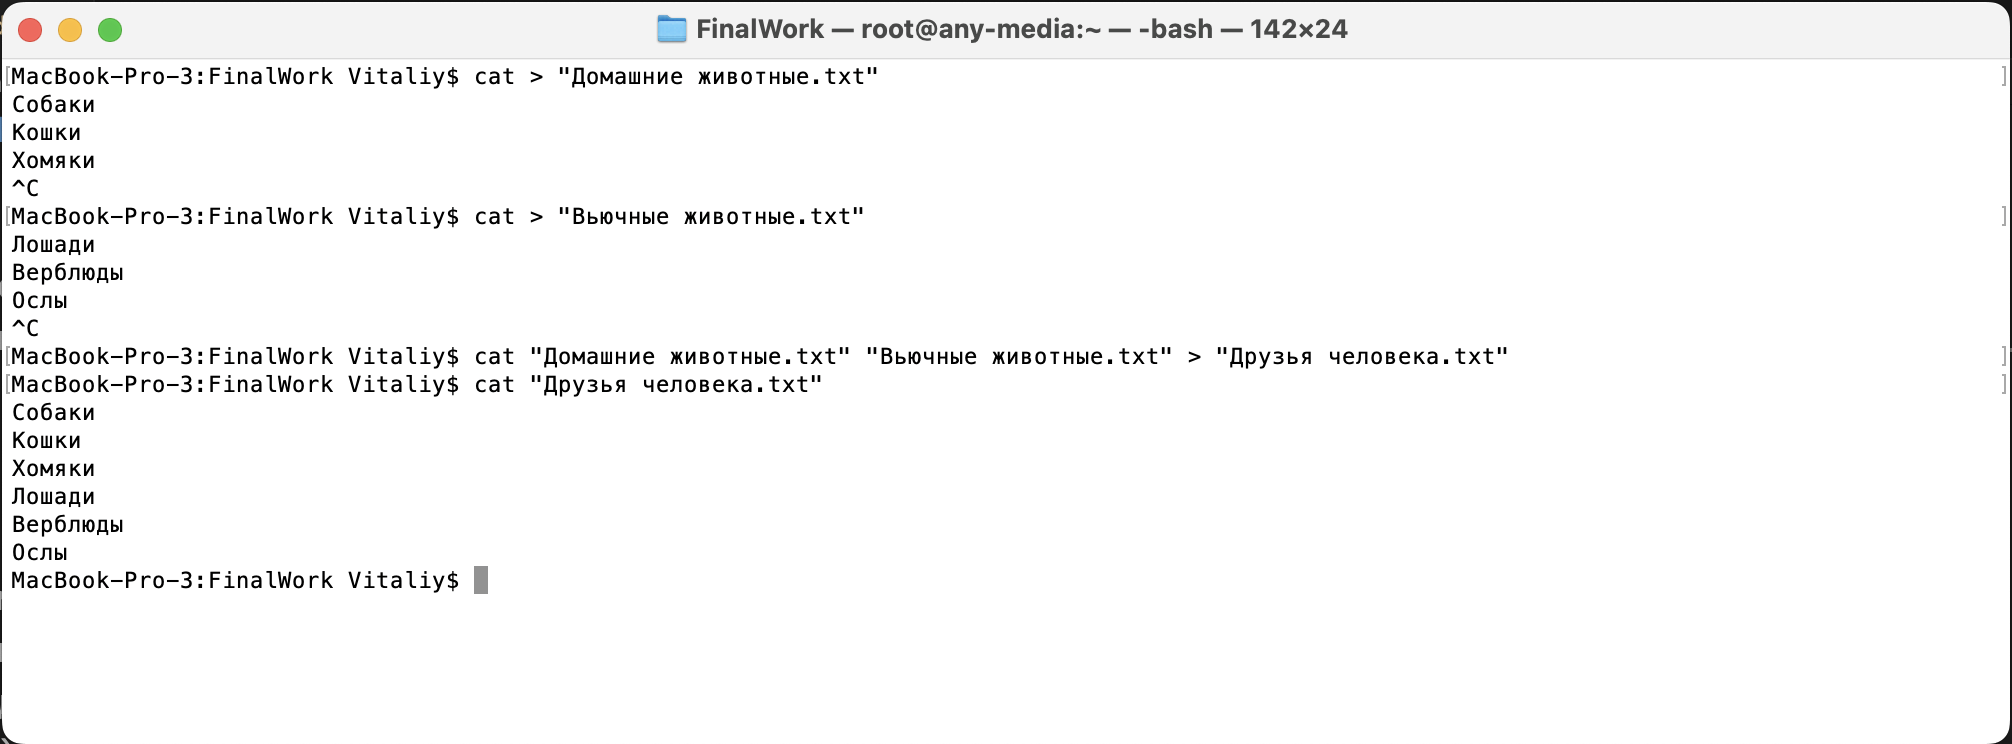 FinalWork — root@any-media:~ — -bash — 142×24
MacBook-Pro-3:FinalWork Vitaliy$ cat > "Домашние животные.txt"
Собаки
Кошки
Хомяки
^C
MacBook-Pro-3:FinalWork Vitaliy$ cat > "Вьючные животные.txt"
Лошади
Верблюды
Ослы
^C
MacBook-Pro-3:FinalWork Vitaliy$ cat "Домашние животные.txt" "Вьючные животные.txt" > "Друзья человека.txt"
MacBook-Pro-3:FinalWork Vitaliy$ cat "Друзья человека.txt"
Собаки
Кошки
Хомяки
Лошади
Верблюды
Ослы
MacBook-Pro-3:FinalWork Vitaliy$